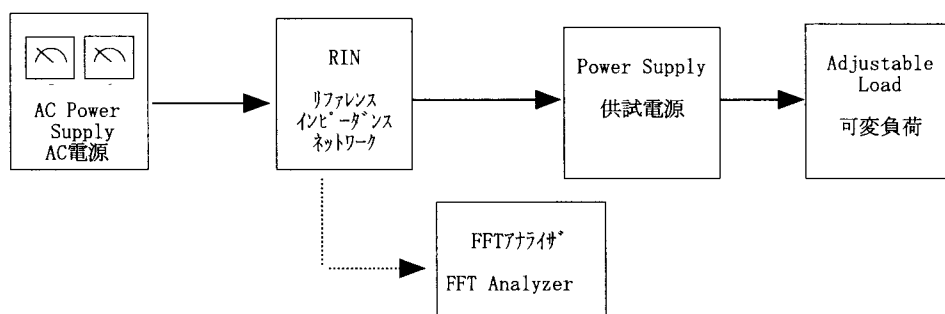 AC Power
Supply
AC電源
RIN
リファレンス
インピーダンス
ネットワーク
Power Supply
供試電源
Adjustable
Load
可変負荷
FFTアナライザ
FFT Analyzer